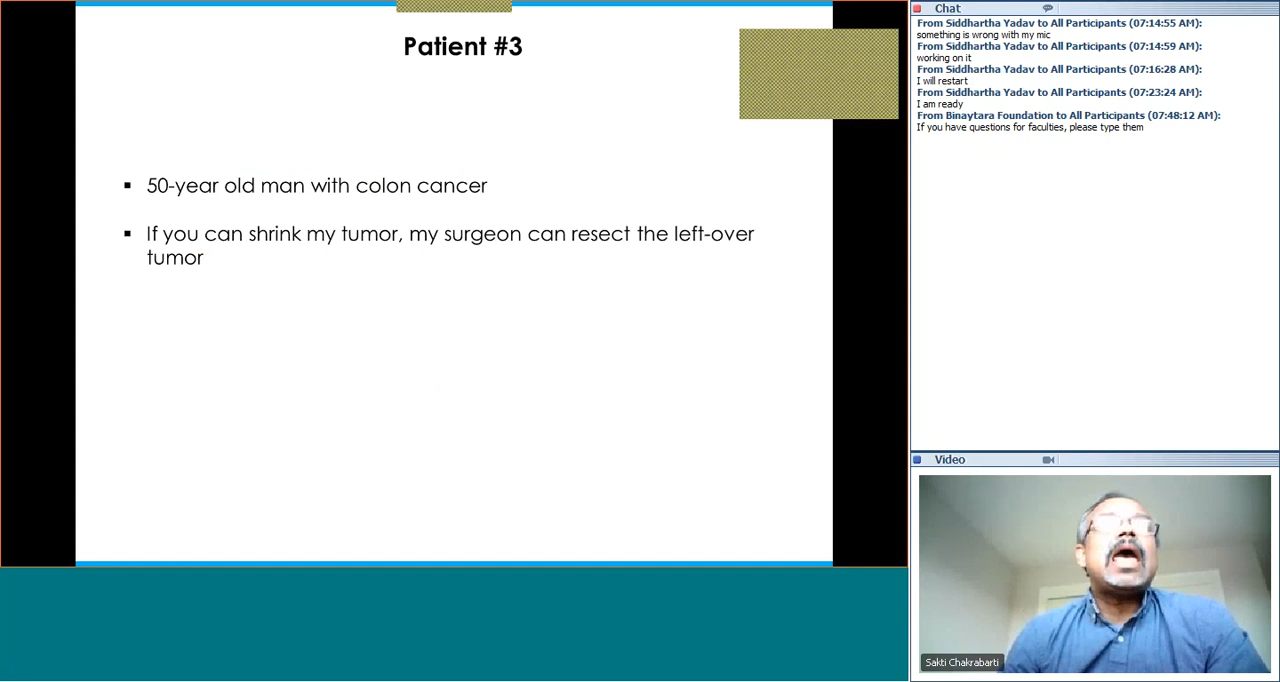 Patient #3
50-year old man with colon cancer
If you can shrink my tumor, my surgeon can resect the left-over
tumor
Chat
From Siddhartha Yadav to All Participants (07:14:55 AM):
something is wrong with my mic
From Siddhartha Yadav to All Participants (07:14:59 AM):
working on it
From Siddhartha Yadav to All Participants (07:16:28 AM):
I will restart
From Siddhartha Yadav to All Participants (07:23:24 AM):
I am ready
From Binaytara Foundation to All Participants (07:48:12 AM):
If you have questions for faculties, please type them
Video
Sakti Chakrabarti